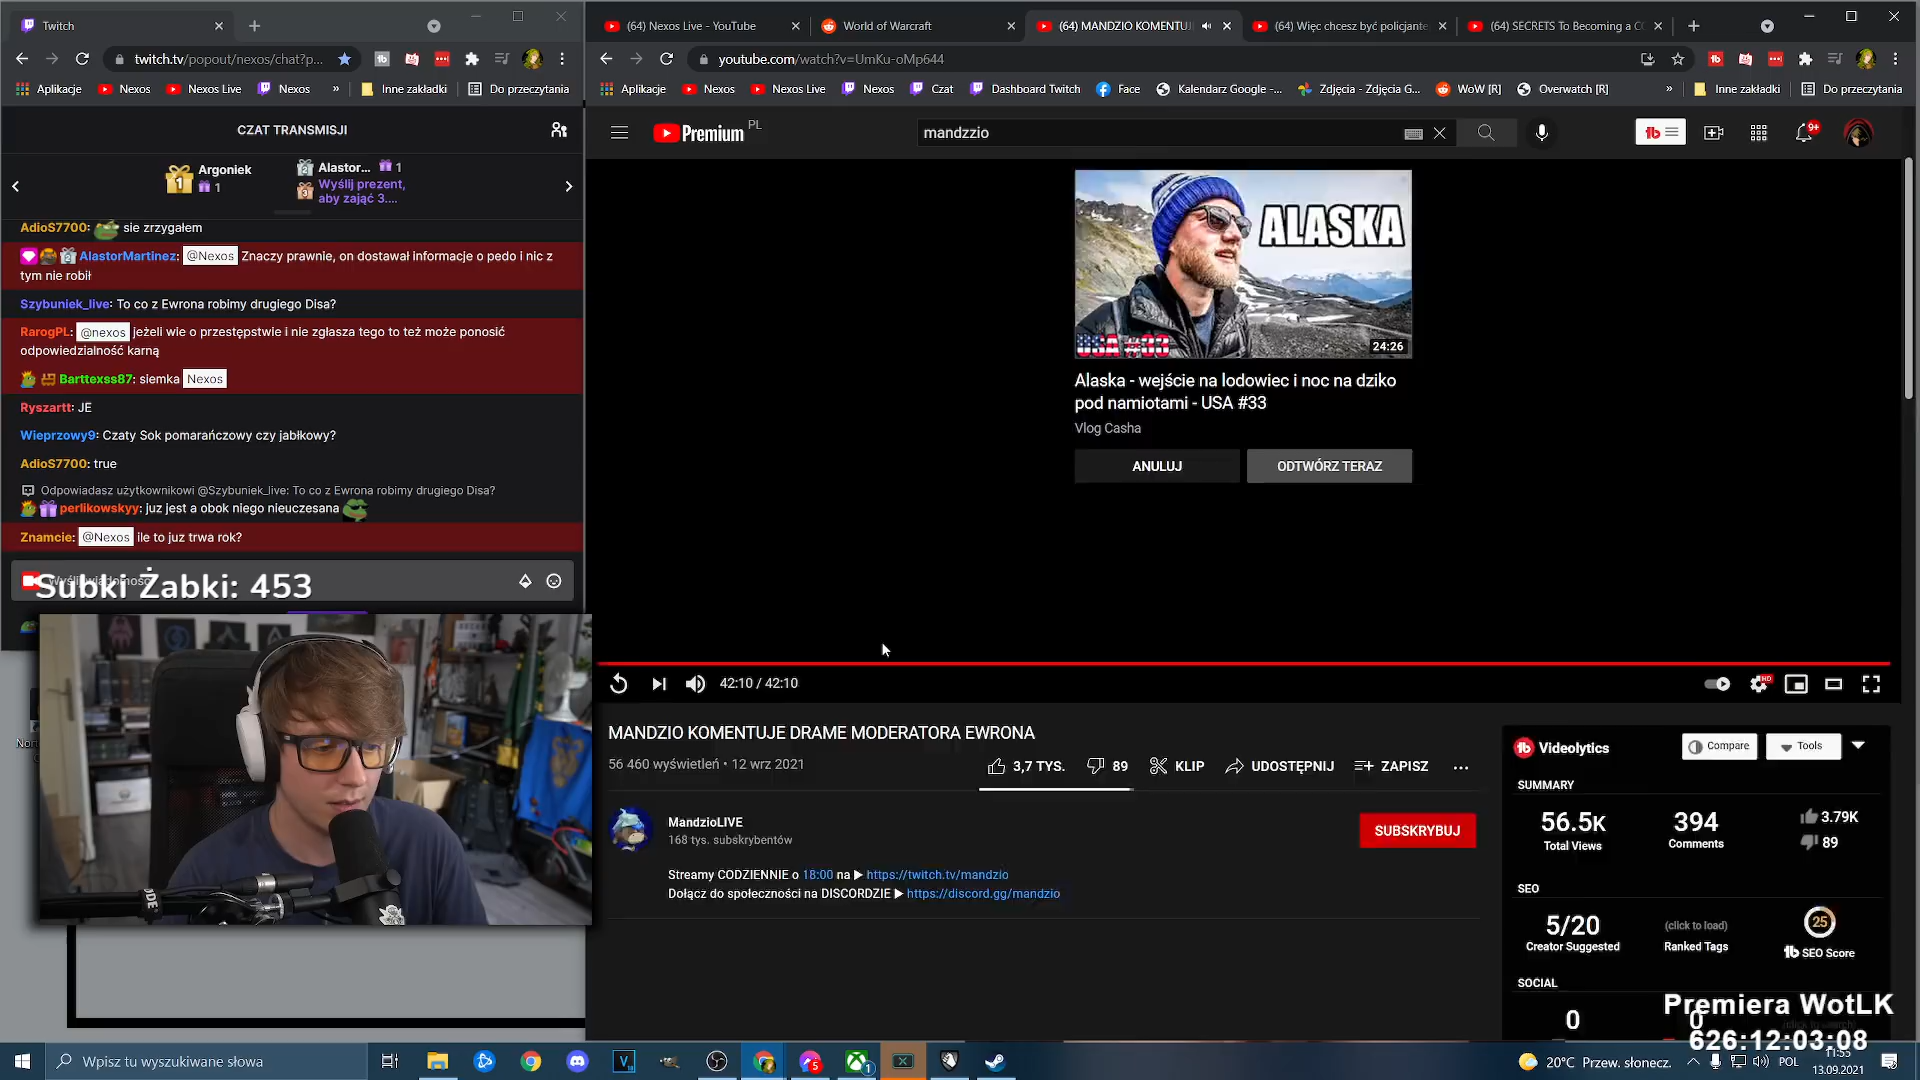 Twitch
twitch.tv/popout/nexos/chat?p...
Aplikacje
Nexos
Nexos Live
Nexos
»
Inne zakładki
Do przeczytania
CZAT TRANSMISJI
Argoniek
1
Alastor...
1
Wyślij prezent,
aby zająć 3....
AdioS7700: sie zrzygałem
AlastorMartinez: @Nexos Znaczy prawnie, on dostawał informacje o pedo i nic z
tym nie robił
Szybuniek_live: To co z Ewrona robimy drugiego Disa?
RarogPL: @nexos jeżeli wie o przestępstwie i nie zgłasza tego to też może ponosić
odpowiedzialność karną
Barttexss87: siemka Nexos
Ryszartt: JE
Wieprzowy9: Czaty Sok pomarańczowy czy jabłkowy?
AdioS7700: true
Odpowiadasz użytkownikowi @Szybuniek_live: To co z Ewrona robimy drugiego Disa?
perlikowskyy: juz jest a obok niego nieuczesana
Znamcie: @Nexos ile to juz trwa rok?
Subki Żabki: 453
(64) Nexos Live - YouTube
World of Warcraft
(64) MANDZIO KOMENTUJ
(64) Więc chcesz być policjante
(64) SECRETS To Becoming a CO
youtube.com/watch?v=UmKu-oMp644
Aplikacje
Nexos
Nexos Live
Nexos
Czat
Dashboard Twitch
Face
Kalendarz Google -...
Zdjęcia - Zdjęcia G...
WoW [R]
Overwatch [R]
»
Inne zakładki
Do przeczytania
Premium PL
mandzzio
9+
ALASKA
USA #33
24:26
Alaska - wejście na lodowiec i noc na dziko
pod namiotami - USA #33
Vlog Casha
ANULUJ
ODTWÓRZ TERAZ
42:10 / 42:10
HD
MANDZIO KOMENTUJE DRAME MODERATORA EWRONA
56 460 wyświetleń • 12 wrz 2021
3,7 TYS.
89
KLIP
UDOSTĘPNIJ
ZAPISZ
MandzioLIVE
168 tys. subskrybentów
SUBSKRYBUJ
Streamy CODZIENNIE o 18:00 na ▶ https://twitch.tv/mandzio
Dołącz do społeczności na DISCORDZIE ▶ https://discord.gg/mandzio
Videolytics
Compare
Tools
SUMMARY
56.5K
Total Views
394
Comments
3.79K
89
SEO
5/20
Creator Suggested
(click to load)
Ranked Tags
25
SEO Score
SOCIAL
0
0
Premiera WotLK
626:12:03:08
Wpisz tu wyszukiwane słowa
5
1
20°C Przew. słonecz.
POL
11:55
13.09.2021